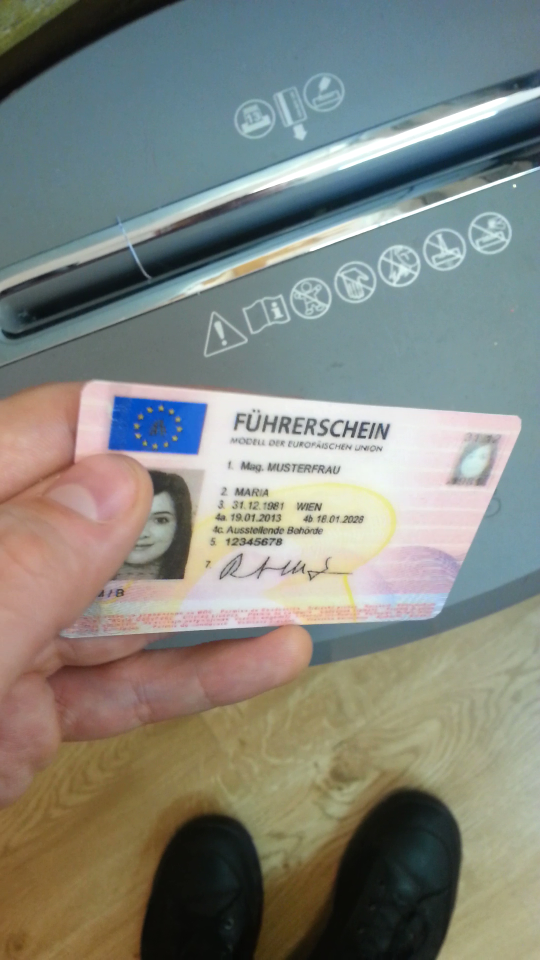 FÜHRERSCHEIN
MODELL DER EUROPÄISCHEN UNION
1. Mag. MUSTERFRAU
2. MARIA
3. 31.12.1981 WIEN
4a. 19.01.2013 4b 18.01.2028
4c. Ausstellende Behörde
5. 12345678
7.